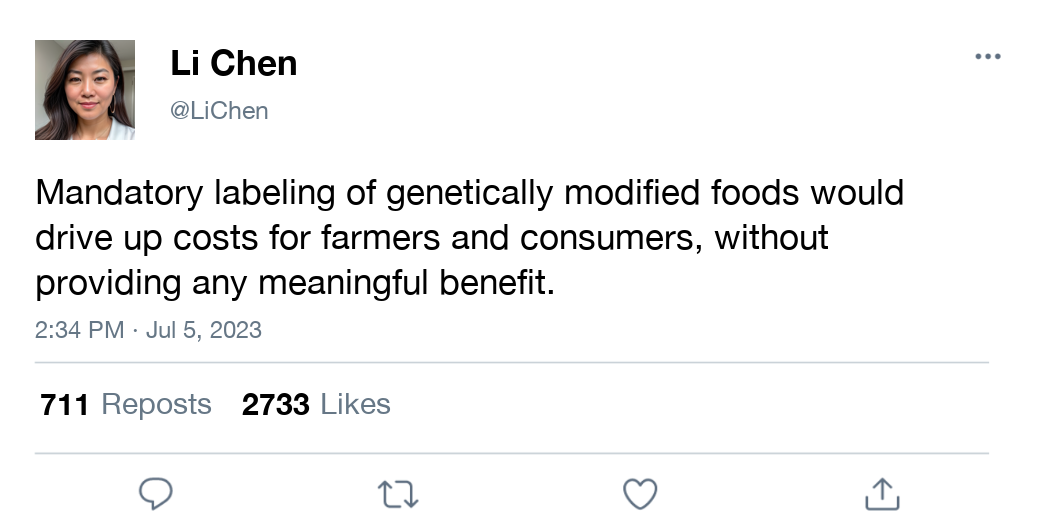 Li Chen
@LiChen
Mandatory labeling of genetically modified foods would
drive up costs for farmers and consumers, without
providing any meaningful benefit.
2:34 PM · Jul 5, 2023
711 Reposts 2733 Likes